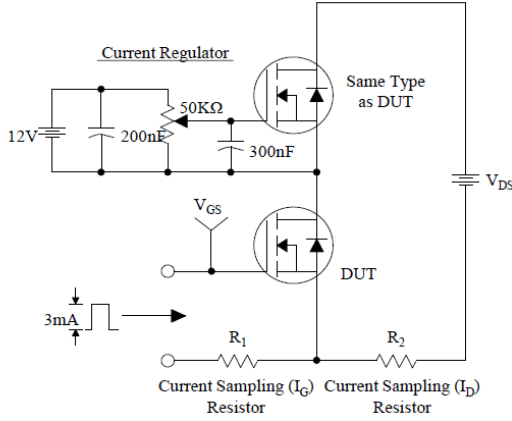 Current Regulator
Same Type
as DUT
50KΩ
12V
200nF
300nF
V_DS
V_GS
DUT
3mA
R_1
R_2
Current Sampling (I_G)
Resistor
Current Sampling (I_D)
Resistor